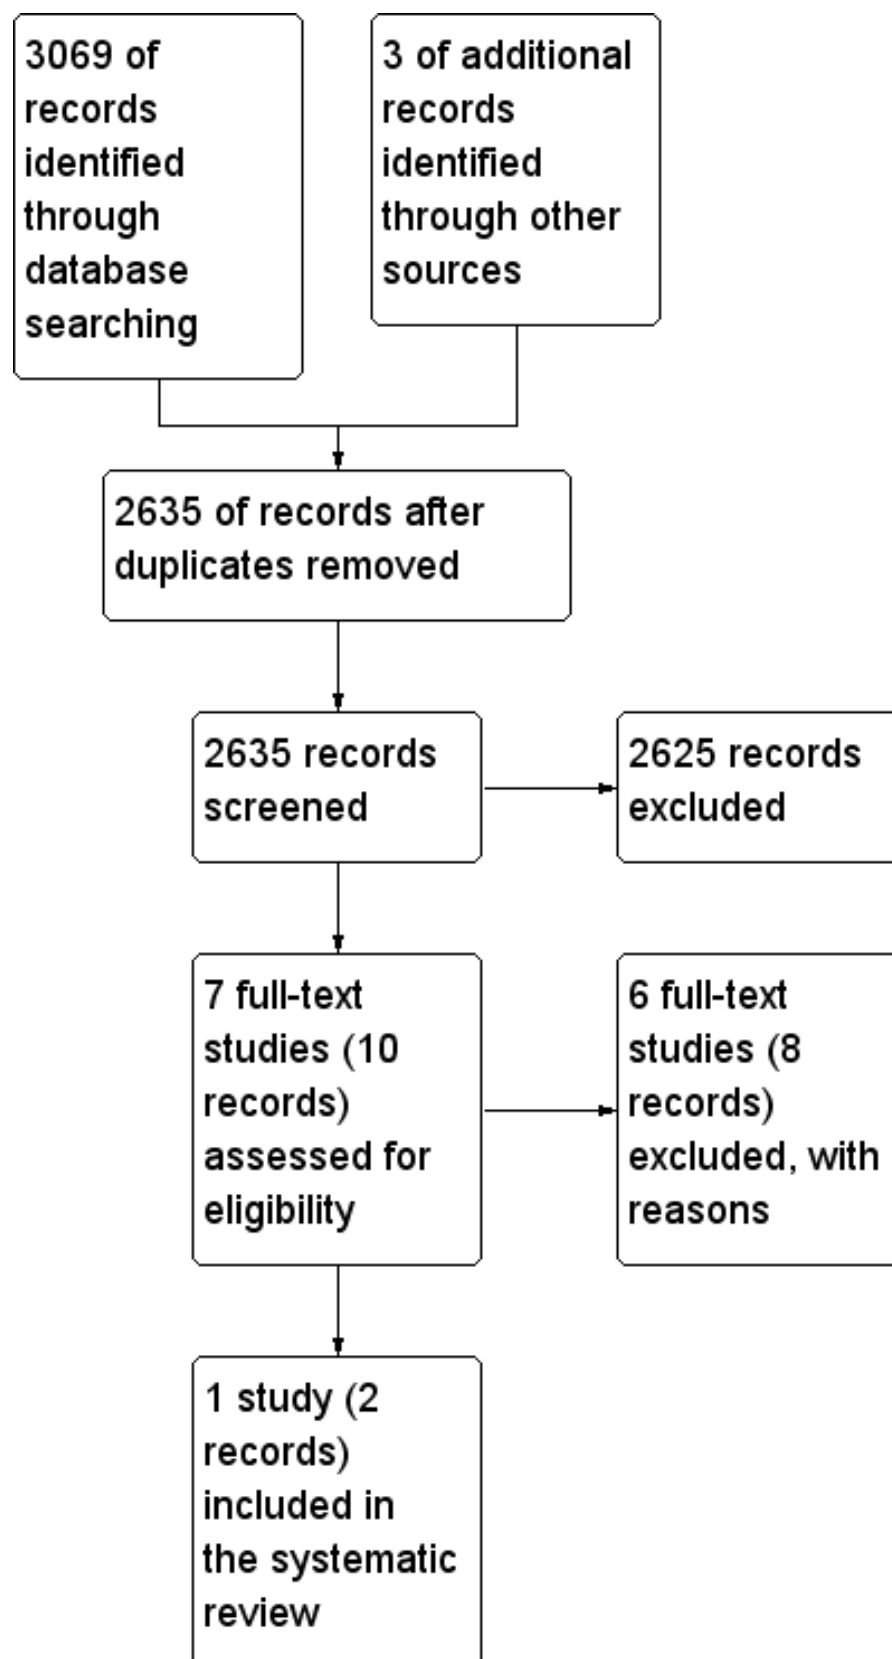 3069 of
records
identified
through
database
searching
3 of additional
records
identified
through other
sources
2635 of records after
duplicates removed
2635 records
screened
2625 records
excluded
7 full-text
studies (10
records)
assessed for
eligibility
6 full-text
studies (8
records)
excluded, with
reasons
1 study (2
records)
included in
the systematic
review